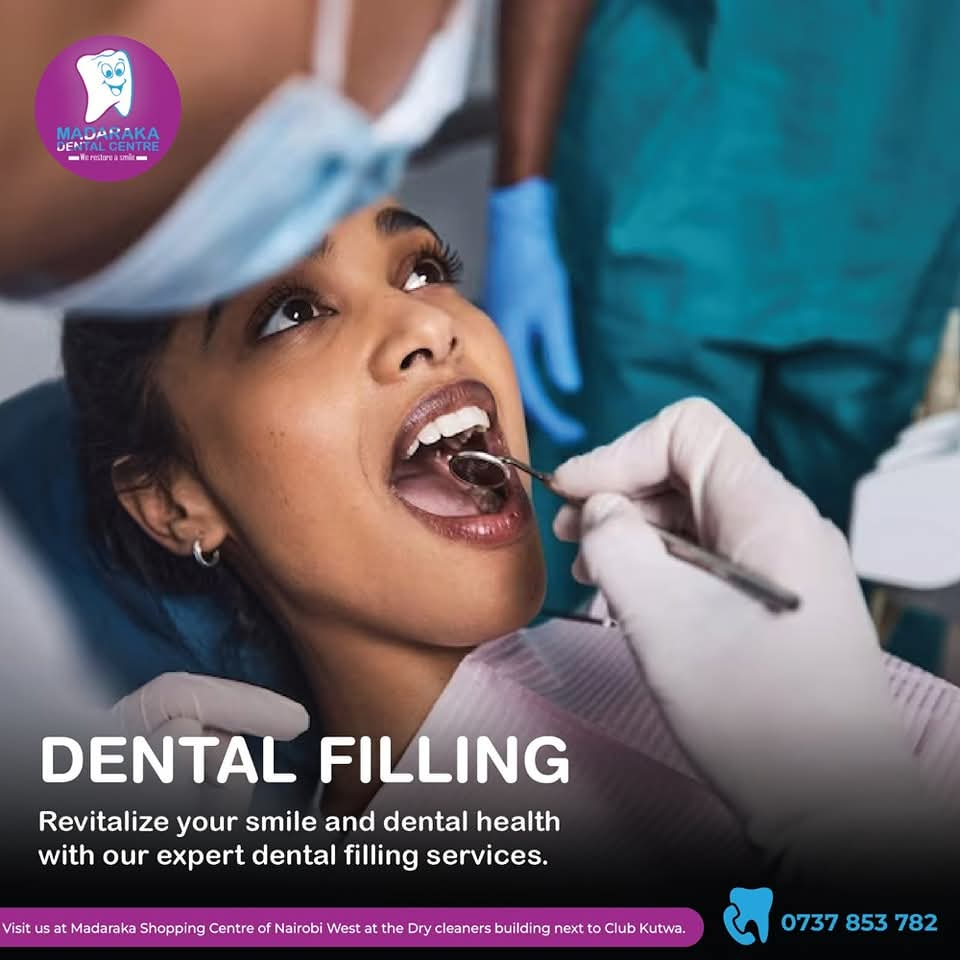 MADARAKA
DENTAL CENTRE
We restore a smile
DENTAL FILLING
Revitalize your smile and dental health
with our expert dental filling services.
Visit us at Madaraka Shopping Centre of Nairobi West at the Dry cleaners building next to Club Kutwa.
0737 853 782